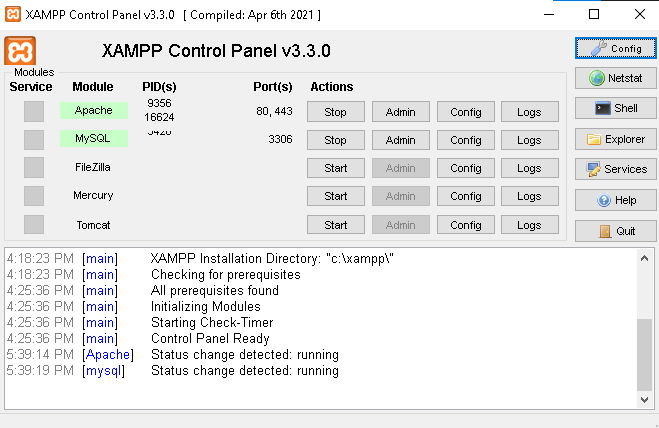 XAMPP Control Panel v3.3.0 [ Compiled: Apr 6th 2021 ]
XAMPP Control Panel v3.3.0
Config
Modules
Service Module PID(s) Port(s) Actions
Netstat
Apache 9356 16624 80, 443 Stop Admin Config Logs
Shell
MySQL 3306 Stop Admin Config Logs
Explorer
FileZilla Start Admin Config Logs
Services
Mercury Start Admin Config Logs
Help
Tomcat Start Admin Config Logs
Quit
4:18:23 PM [main] XAMPP Installation Directory: "c:\xampp\"
4:18:23 PM [main] Checking for prerequisites
4:25:36 PM [main] All prerequisites found
4:25:36 PM [main] Initializing Modules
4:25:36 PM [main] Starting Check-Timer
4:25:36 PM [main] Control Panel Ready
5:39:14 PM [Apache] Status change detected: running
5:39:19 PM [mysql] Status change detected: running